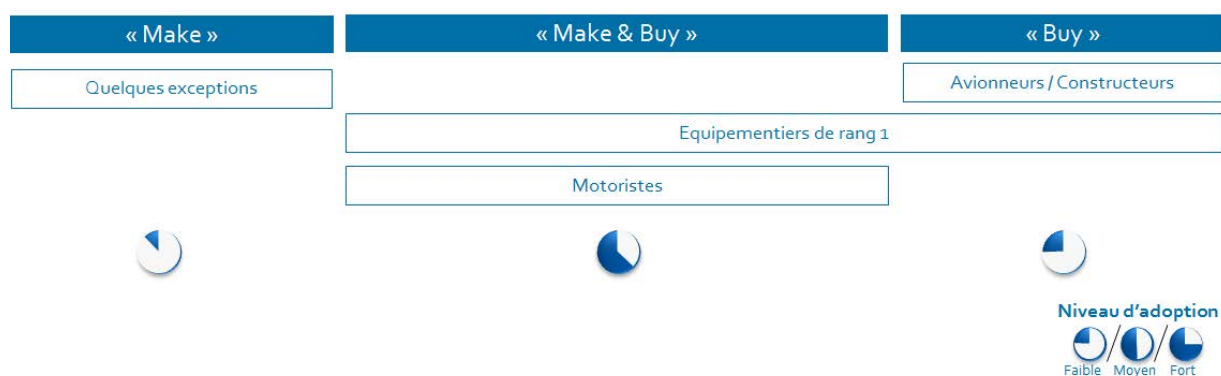 « Make »
« Make & Buy »
« Buy »
Quelques exceptions
Avionneurs / Constructeurs
Equipementiers de rang 1
Motoristes
Niveau d'adoption
Faible Moyen Fort